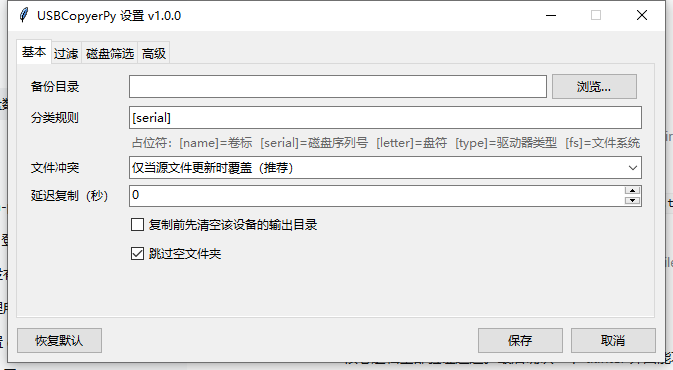 USBCopyerPy 设置 v1.0.0
基本 过滤 磁盘筛选 高级
备份目录 浏览...
分类规则 [serial]
占位符：[name]=卷标 [serial]=磁盘序列号 [letter]=盘符 [type]=驱动器类型 [fs]=文件系统
文件冲突 仅当源文件更新时覆盖（推荐）
延迟复制（秒） 0
复制前先清空该设备的输出目录
跳过空文件夹
恢复默认 保存 取消